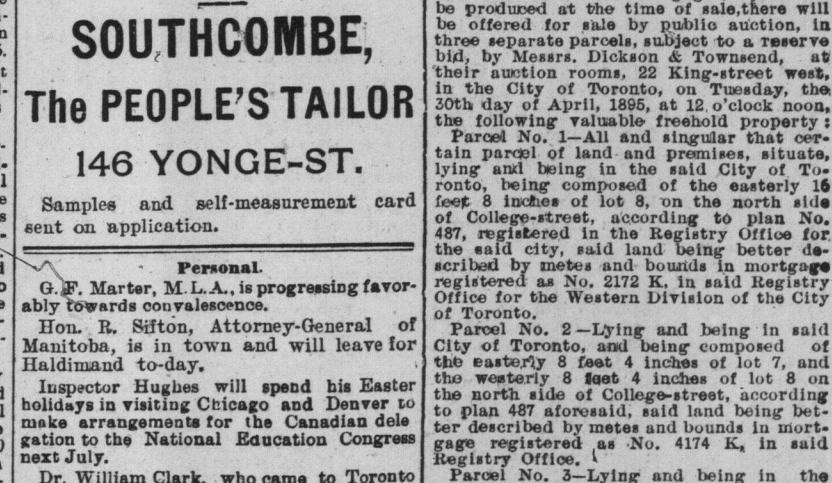 SOUTHCOMBE,
The PEOPLE'S TAILOR
146 YONGE-ST.
Samples and self-measurement card
sent on application.
Personal.
G. F. Marter, M.L.A., is progressing favor-
ably towards convalescence.
Hon. R. Sifton, Attorney-General of
Manitoba, is in town and will leave for
Haldimand to-day.
Inspector Hughes will spend his Easter
holidays in visiting Chicago and Denver to
make arrangements for the Canadian dele
gation to the National Education Congress
next July.
Dr. William Clark, who came to Toronto
be produced at the time of sale, there will
be offered for sale by public auction, in
three separate parcels, subject to a reserve
bid, by Messrs. Dickson & Townsend, at
their auction rooms, 22 King-street west,
in the City of Toronto, on Tuesday, the
30th day of April, 1895, at 12 o'clock noon,
the following valuable freehold property:
Parcel No. 1—All and singular that cer-
tain parcel of land and premises, situate,
lying and being in the said City of To-
ronto, being composed of the easterly 16
feet 8 inches of lot 8, on the north side
of College-street, according to plan No.
487, registered in the Registry Office for
the said city, said land being better de-
scribed by metes and bounds in mortgage
registered as No. 2172 K, in said Registry
Office for the Western Division of the City
of Toronto.
Parcel No. 2—Lying and being in said
City of Toronto, and being composed of
the easterly 8 feet 4 inches of lot 7, and
the westerly 8 feet 4 inches of lot 8 on
the north side of College-street, according
to plan 487 aforesaid, said land being bet-
ter described by metes and bounds in mort-
gage registered as No. 4174 K, in said
Registry Office.
Parcel No. 3—Lying and being in the